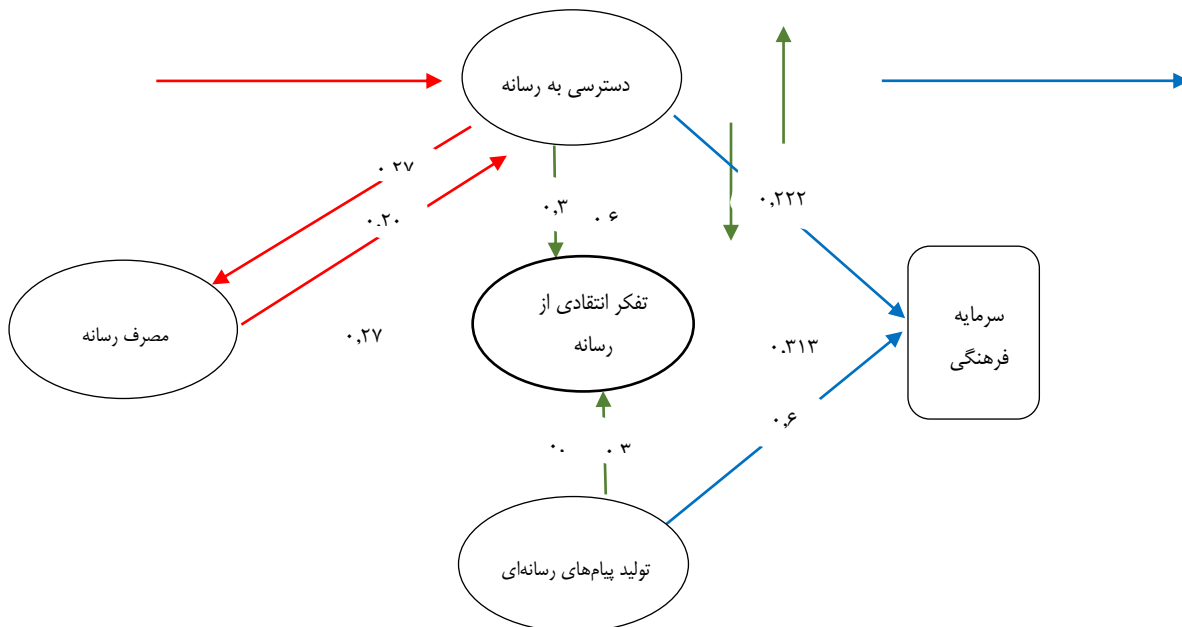 دسترسی به رسانه
۰.۲۷
۰.۲۰
۰,۳
۰.۶
۰,۲۲۲
تفکر انتقادی از
رسانه
سرمایه
فرهنگی
مصرف رسانه
۰,۲۷
۰.۳۱۳
۰,۶
۰.۳
تولید پیام‌های رسانه‌ای